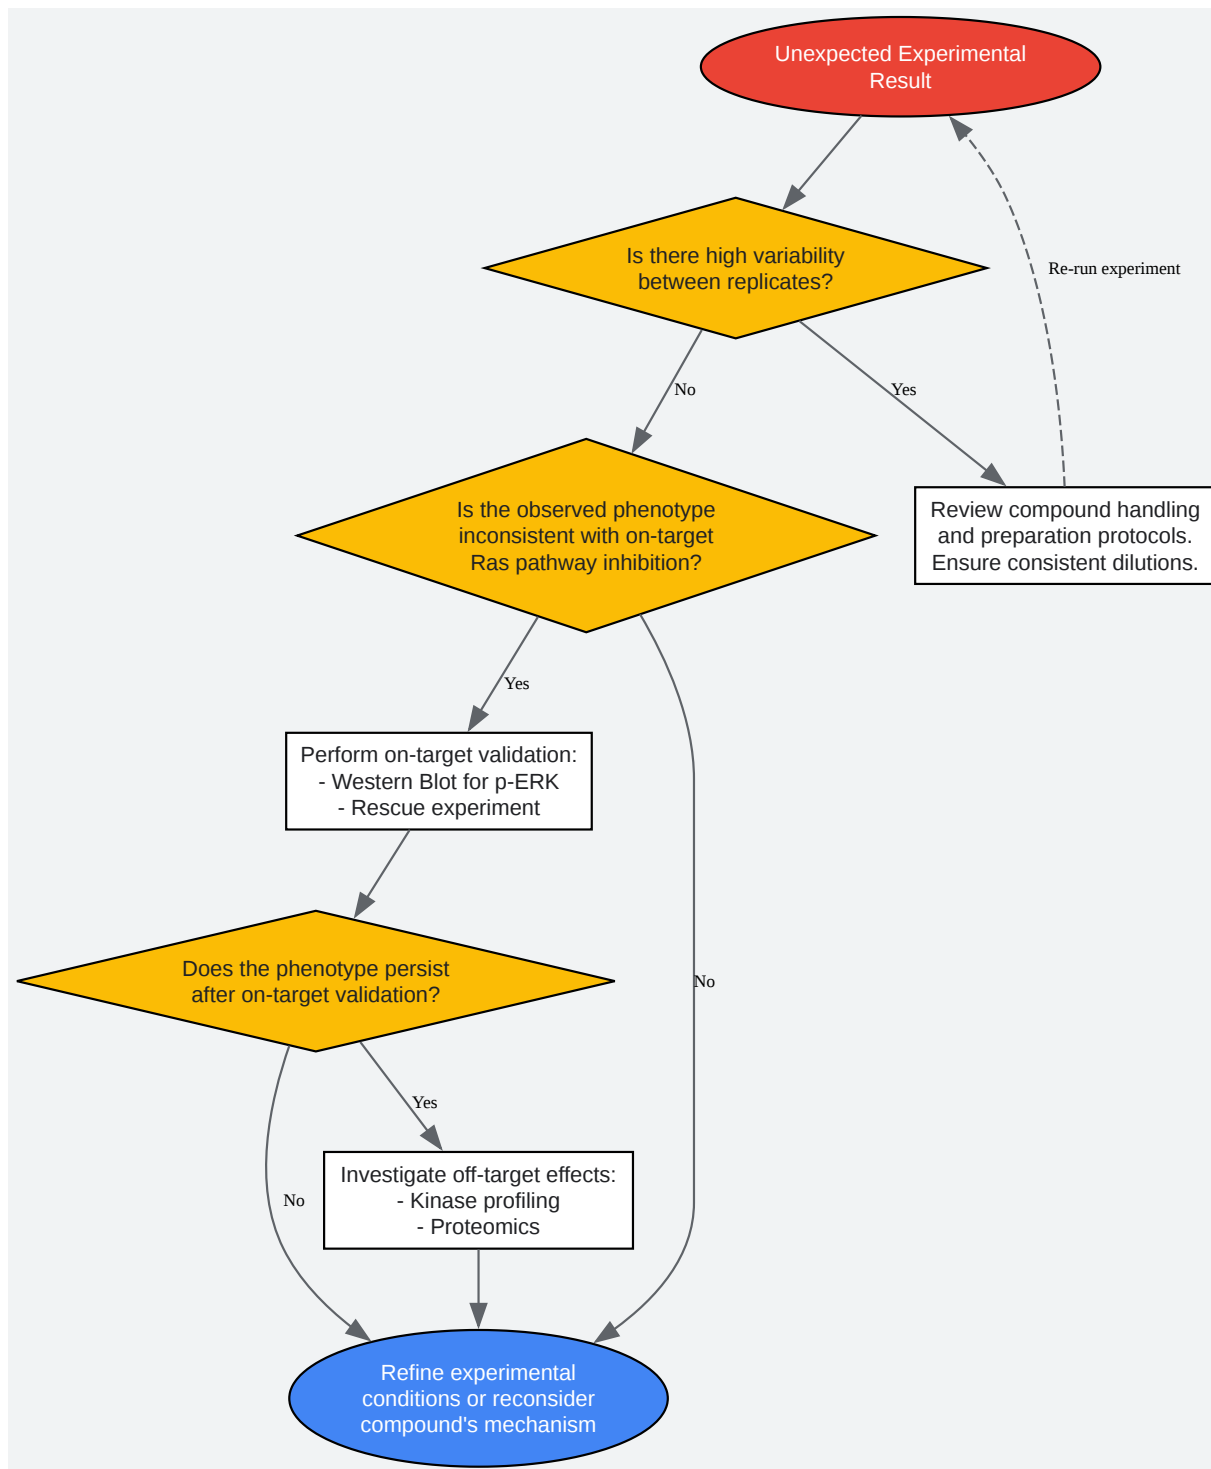 Unexpected Experimental
Result
Is there high variability
between replicates?
Re-run experiment
No
Yes
Is the observed phenotype
inconsistent with on-target
Ras pathway inhibition?
Review compound handling
and preparation protocols.
Ensure consistent dilutions.
Yes
Perform on-target validation:
- Western Blot for p-ERK
- Rescue experiment
Does the phenotype persist
after on-target validation?
No
Yes
No
Investigate off-target effects:
- Kinase profiling
- Proteomics
Refine experimental
conditions or reconsider
compound's mechanism